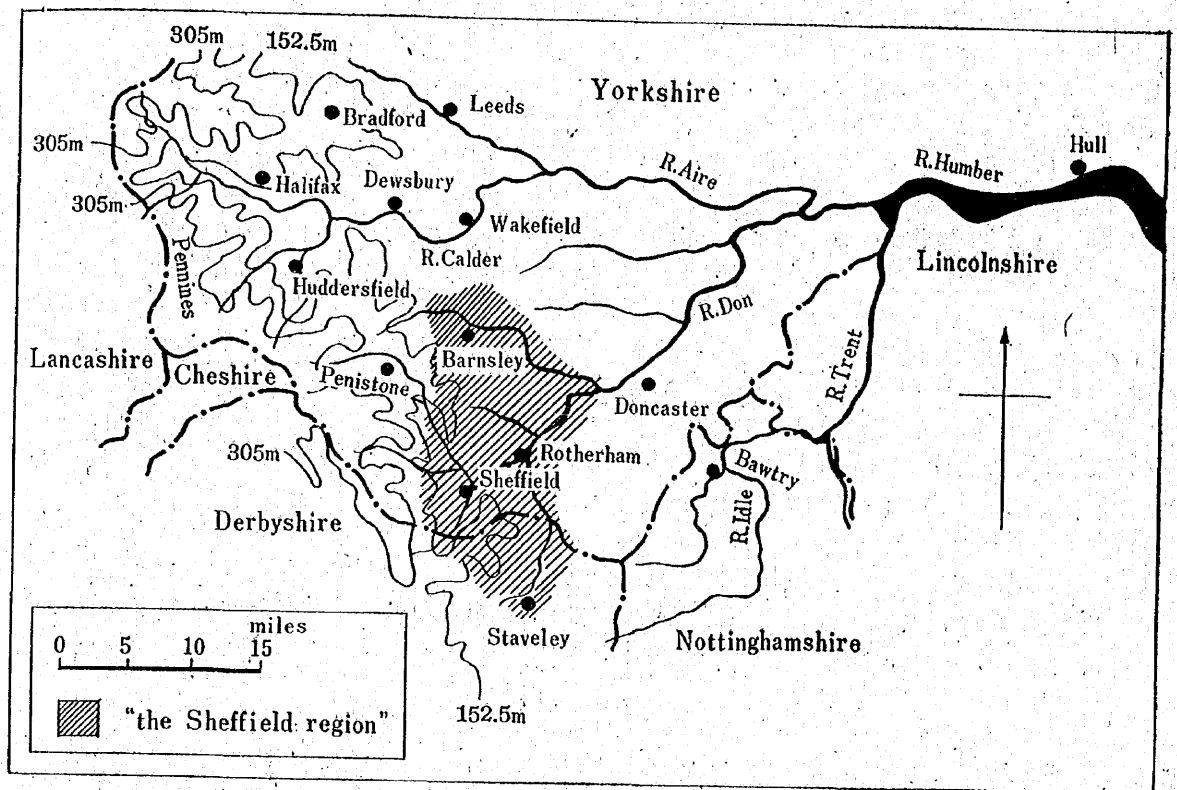 305m
152.5m
Yorkshire
Leeds
Bradford
Hull
305m
R.Humber
R.Aire
Halifax
Dewsbury
305m
Wakefield
Pennines
R.Calder
Lincolnshire
Huddersfield
R.Don
Lancashire
Cheshire
Barnsley
R.Trent
Penistone
Doncaster
305m
Rotherham
Bawtry
Sheffield
R.Idle
Derbyshire
Staveley
Nottinghamshire
152.5m
miles
0 5 10 15
"the Sheffield region"